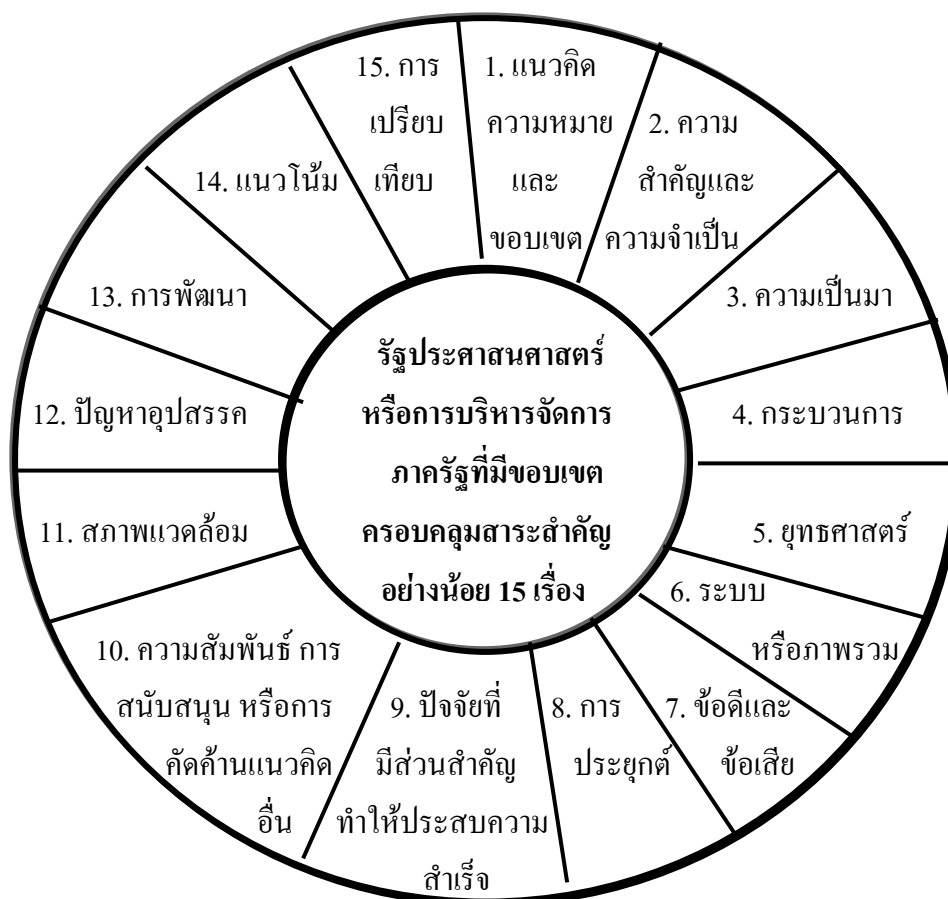 รัฐประศาสนศาสตร์
หรือการบริหารจัดการ
ภาครัฐที่มีขอบเขต
ครอบคลุมสาระสำคัญ
อย่างน้อย 15 เรื่อง
1. แนวคิด
ความหมาย
และ
ขอบเขต
2. ความ
สำคัญและ
ความจำเป็น
3. ความเป็นมา
4. กระบวนการ
5. ยุทธศาสตร์
6. ระบบ
หรือภาพรวม
7. ข้อดีและ
ข้อเสีย
8. การ
ประยุกต์
9. ปัจจัยที่
มีส่วนสำคัญ
ทำให้ประสบความ
สำเร็จ
10. ความสัมพันธ์ การ
สนับสนุน หรือการ
คัดค้านแนวคิด
อื่น
11. สภาพแวดล้อม
12. ปัญหาอุปสรรค
13. การพัฒนา
14. แนวโน้ม
15. การ
เปรียบ
เทียบ